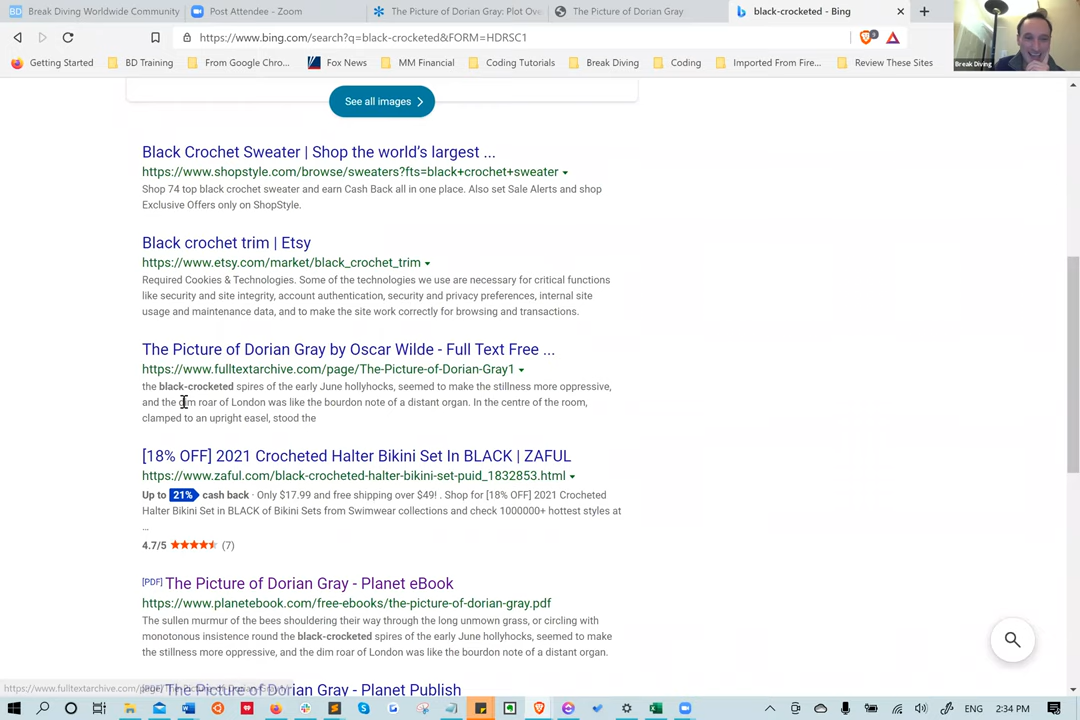 BD Break Diving Worldwide Community
Post Attendee - Zoom
The Picture of Dorian Gray: Plot Ove
The Picture of Dorian Gray
black-crocketed - Bing
https://www.bing.com/search?q=black-crocketed&FORM=HDRSC1
Getting Started
BD Training
From Google Chro...
Fox News
MM Financial
Coding Tutorials
Break Diving
Coding
Imported From Fire...
Review These Sites
Break Diving
See all images
Black Crochet Sweater | Shop the world's largest ...
https://www.shopstyle.com/browse/sweaters?fts=black+crochet+sweater
Shop 74 top black crochet sweater and earn Cash Back all in one place. Also set Sale Alerts and shop
Exclusive Offers only on ShopStyle.
Black crochet trim | Etsy
https://www.etsy.com/market/black_crochet_trim
Required Cookies & Technologies. Some of the technologies we use are necessary for critical functions
like security and site integrity, account authentication, security and privacy preferences, internal site
usage and maintenance data, and to make the site work correctly for browsing and transactions.
The Picture of Dorian Gray by Oscar Wilde - Full Text Free ...
https://www.fulltextarchive.com/page/The-Picture-of-Dorian-Gray1
the black-crocketed spires of the early June hollyhocks, seemed to make the stillness more oppressive,
and the dim roar of London was like the bourdon note of a distant organ. In the centre of the room,
clamped to an upright easel, stood the
[18% OFF] 2021 Crocheted Halter Bikini Set In BLACK | ZAFUL
https://www.zaful.com/black-crocheted-halter-bikini-set-puid_1832853.html
Up to 21% cash back · Only $17.99 and free shipping over $49! . Shop for [18% OFF] 2021 Crocheted
Halter Bikini Set in BLACK of Bikini Sets from Swimwear collections and check 1000000+ hottest styles at
...
4.7/5 (7)
[PDF] The Picture of Dorian Gray - Planet eBook
https://www.planetebook.com/free-ebooks/the-picture-of-dorian-gray.pdf
The sullen murmur of the bees shouldering their way through the long unmown grass, or circling with
monotonous insistence round the black-crocketed spires of the early June hollyhocks, seemed to make
the stillness more oppressive, and the dim roar of London was like the bourdon note of a distant organ.
[PDF] The Picture of Dorian Gray - Planet Publish
https://www.fulltextarchive.com/page/The-Picture-of-Dorian-Gray1
ENG
2:34 PM